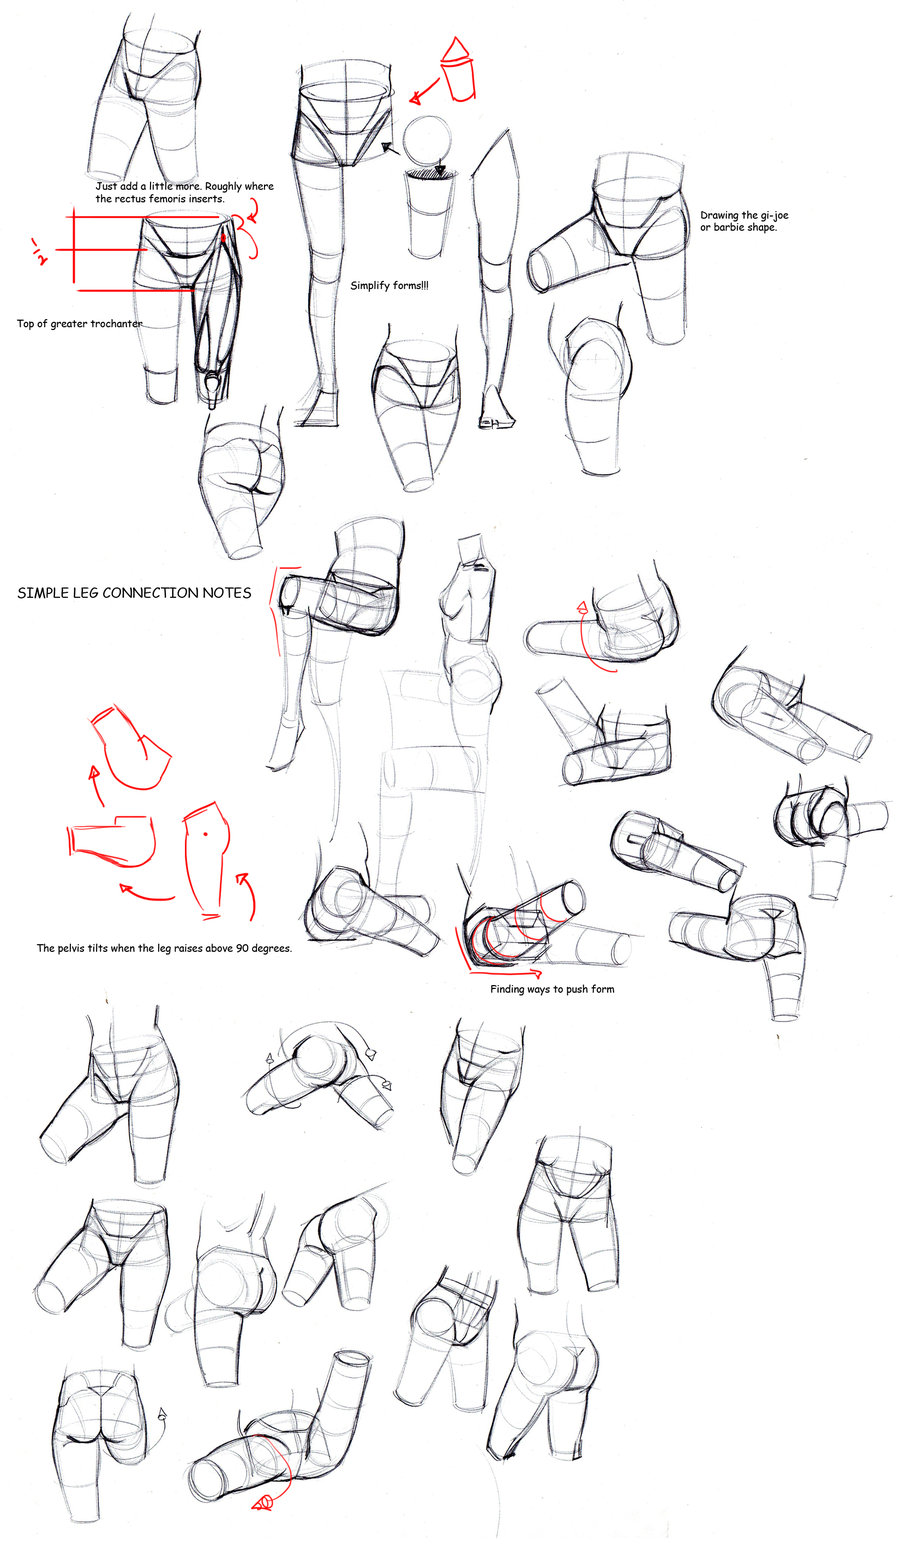 Just add a little more. Roughly where
the rectus femoris inserts.
Drawing the gi-joe
or barbie shape.
1/2
Simplify forms!!!
Top of greater trochanter
SIMPLE LEG CONNECTION NOTES
The pelvis tilts when the leg raises above 90 degrees.
Finding ways to push form